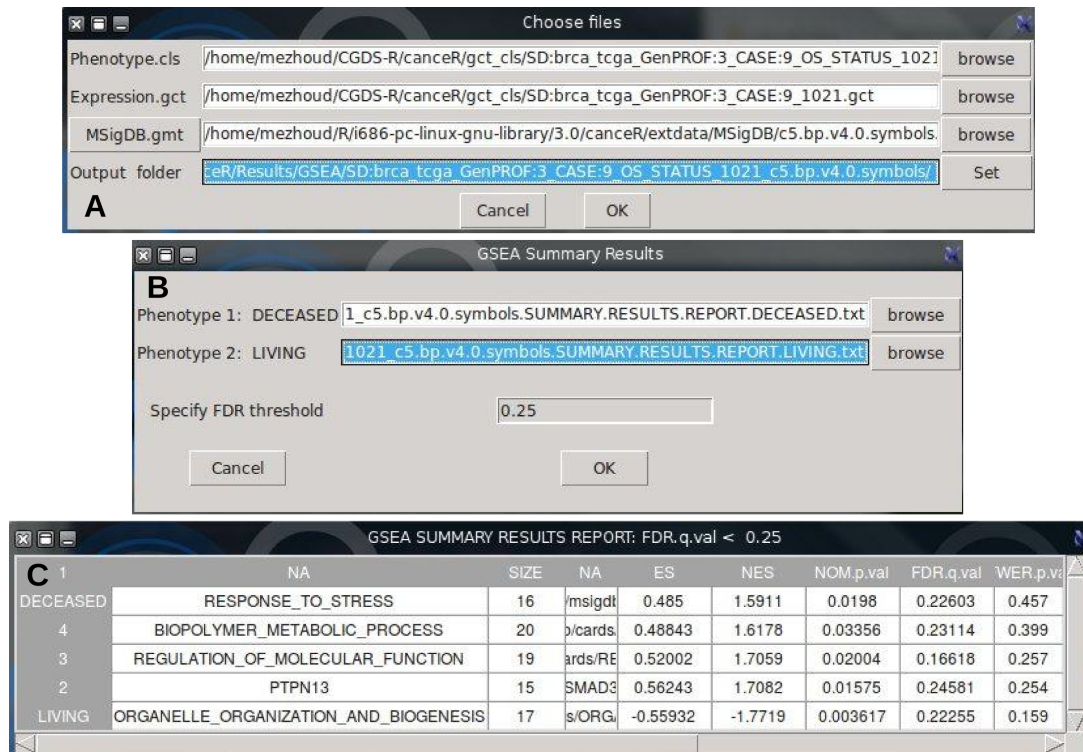 Choose files
Phenotype.cls /home/mezhoud/CGDS-R/canceR/gct_cls/SD:brca_tcga_GenPROF:3_CASE:9_OS_STATUS_1021 browse
Expression.gct /home/mezhoud/CGDS-R/canceR/gct_cls/SD:brca_tcga_GenPROF:3_CASE:9_1021.gct browse
MSigDB.gmt /home/mezhoud/R/i686-pc-linux-gnu-library/3.0/canceR/extdata/MSigDB/c5.bp.v4.0.symbols. browse
Output folder ceR/Results/GSEA/SD:brca_tcga_GenPROF:3_CASE:9_OS_STATUS_1021_c5.bp.v4.0.symbols/ Set
A Cancel OK
GSEA Summary Results
B
Phenotype 1: DECEASED 1_c5.bp.v4.0.symbols.SUMMARY.RESULTS.REPORT.DECEASED.txt browse
Phenotype 2: LIVING 1021_c5.bp.v4.0.symbols.SUMMARY.RESULTS.REPORT.LIVING.txt browse
Specify FDR threshold 0.25
Cancel OK
GSEA SUMMARY RESULTS REPORT: FDR.q.val < 0.25
C 1 NA SIZE NA ES NES NOM.p.val FDR.q.val WER.p.va
DECEASED RESPONSE_TO_STRESS 16 /msigdb 0.485 1.5911 0.0198 0.22603 0.457
4 BIOPOLYMER_METABOLIC_PROCESS 20 b/cards. 0.48843 1.6178 0.03356 0.23114 0.399
3 REGULATION_OF_MOLECULAR_FUNCTION 19 ards/RE 0.52002 1.7059 0.02004 0.16618 0.257
2 PTPN13 15 SMAD3 0.56243 1.7082 0.01575 0.24581 0.254
LIVING ORGANELLE_ORGANIZATION_AND_BIOGENESIS 17 s/ORG. -0.55932 -1.7719 0.003617 0.22255 0.159